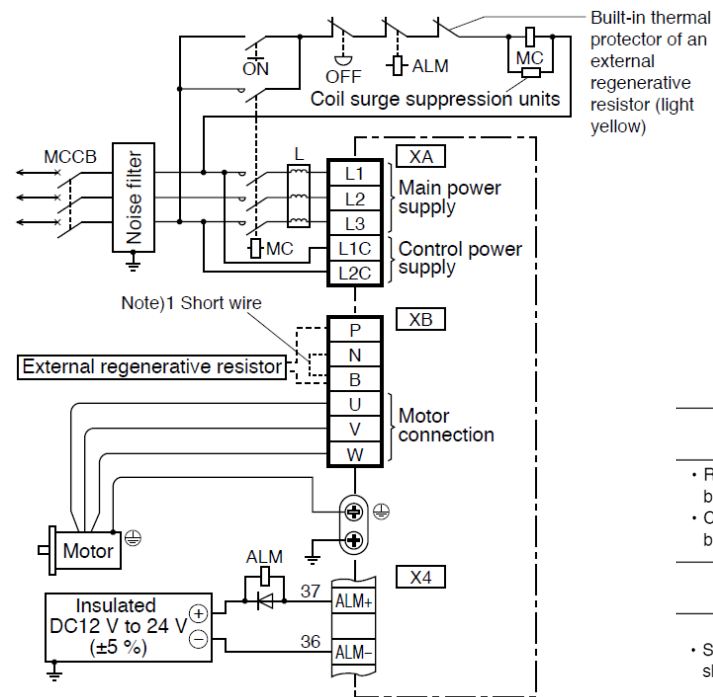 Built-in thermal
protector of an
external
regenerative
resistor (light
yellow)
ON
OFF
ALM
MC
Coil surge suppression units
MCCB
Noise filter
L
MC
XA
L1
L2
L3
Main power
supply
L1C
L2C
Control power
supply
Note)1 Short wire
XB
External regenerative resistor
P
N
B
U
V
W
Motor
connection
Motor
ALM
X4
Insulated
DC12 V to 24 V
(±5 %)
+
−
37
ALM+
36
ALM−
• R
b
• C
b
• S
sl